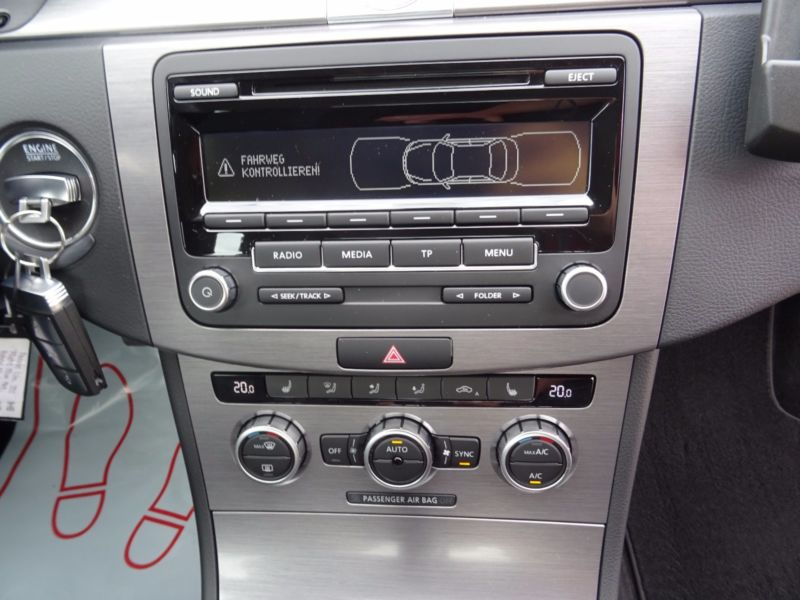 SOUND
EJECT
ENGINE
START/STOP
FAHRWEG
KONTROLLIEREN!
RADIO
MEDIA
TP
MENU
SEEK/TRACK
FOLDER
20.0
20.0
A
MAX
OFF
AUTO
SYNC
MAX A/C
A/C
PASSENGER AIR BAG